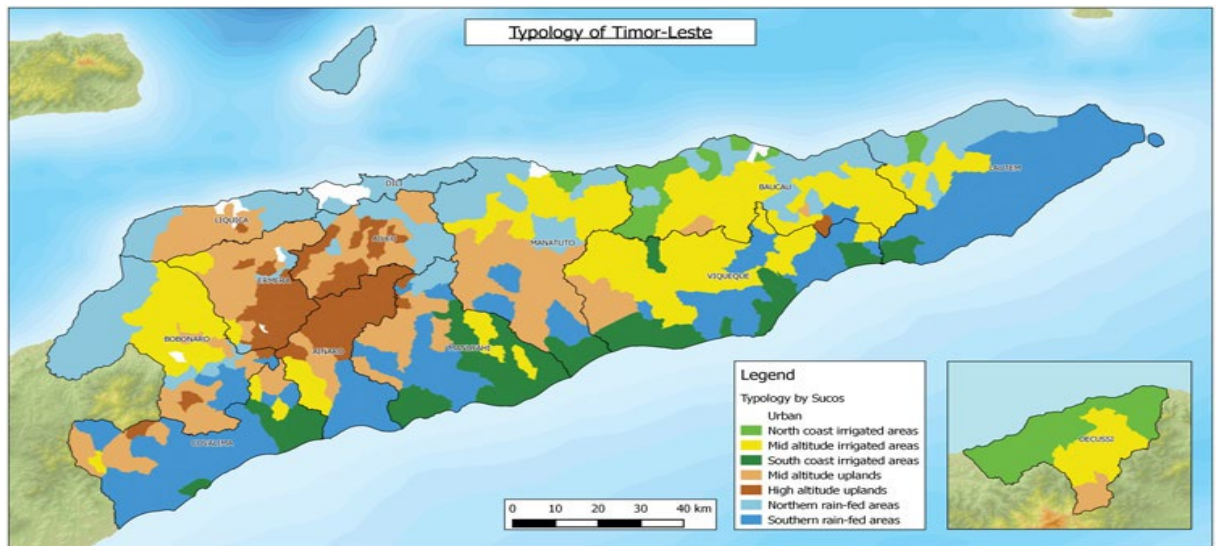 Typology of Timor-Leste
DILI
LAUTEM
BAUCAU
LIQUICA
AILEU
MANATUTO
ERMERA
VIQUEQUE
BOBONARO
AINARO
MANUFAHI
COVALIMA
Legend
Typology by Sucos
Urban
North coast irrigated areas
Mid altitude irrigated areas
South coast irrigated areas
Mid altitude uplands
High altitude uplands
Northern rain-fed areas
Southern rain-fed areas
0 10 20 30 40 km
OECUSSI